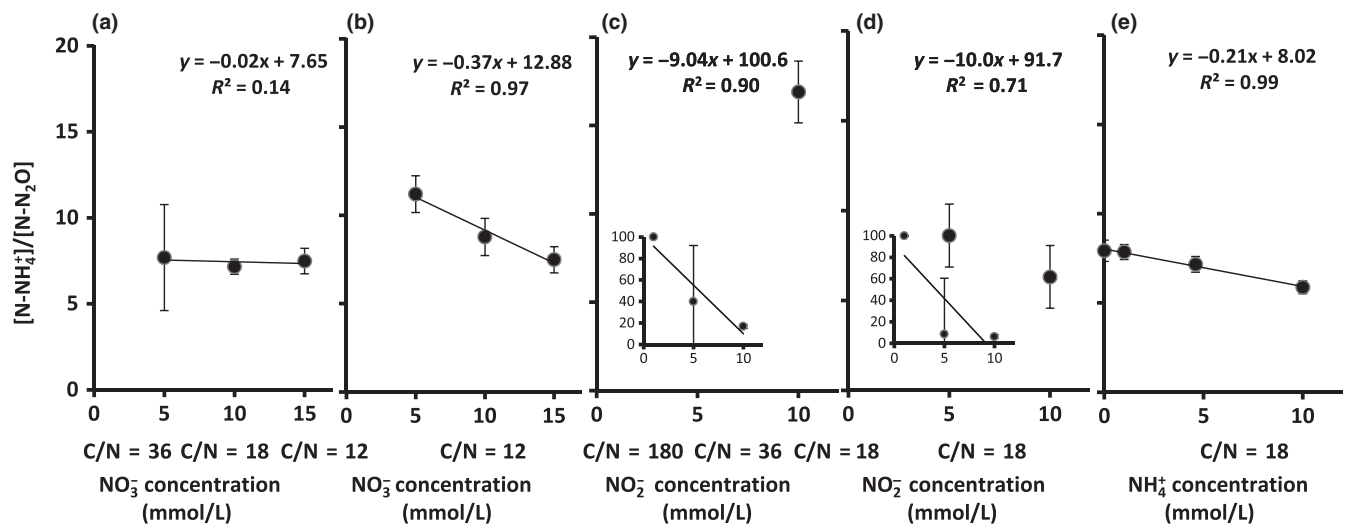 (a) (b) (c) (d) (e)
y = −0.02x + 7.65
R² = 0.14
y = −0.37x + 12.88
R² = 0.97
y = −9.04x + 100.6
R² = 0.90
y = −10.0x + 91.7
R² = 0.71
y = −0.21x + 8.02
R² = 0.99
[N-NH₄⁺]/[N-N₂O]
20
15
10
5
0
100
80
60
40
20
0
0 5 10
100
80
60
40
20
0
0 5 10
0 5 10 15 0 5 10 15 0 5 10 0 5 10 0 5 10
C/N = 36 C/N = 18 C/N = 12 C/N = 12 C/N = 180 C/N = 36 C/N = 18 C/N = 18 C/N = 18
NO₃⁻ concentration
(mmol/L)
NO₃⁻ concentration
(mmol/L)
NO₂⁻ concentration
(mmol/L)
NO₂⁻ concentration
(mmol/L)
NH₄⁺ concentration
(mmol/L)